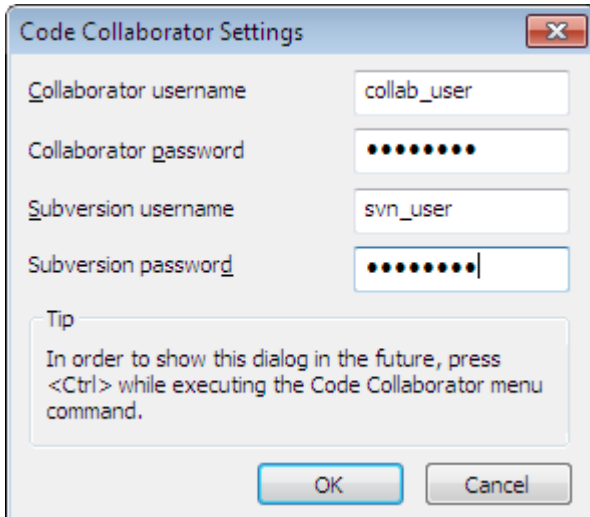 Code Collaborator Settings
Collaborator username
collab_user
Collaborator password
●●●●●●●●
Subversion username
svn_user
Subversion password
●●●●●●●●
Tip
In order to show this dialog in the future, press
<Ctrl> while executing the Code Collaborator menu
command.
OK
Cancel